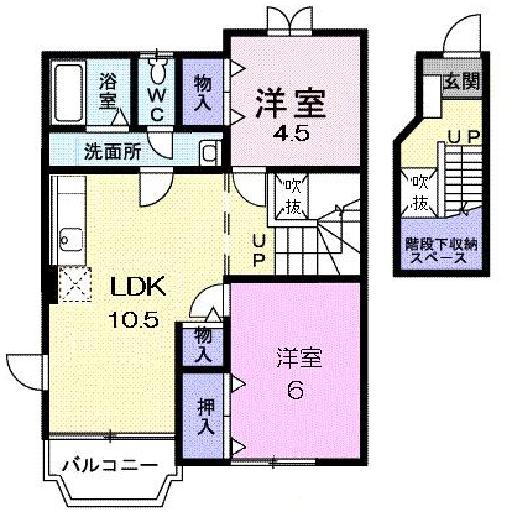 浴室
WC
物入
洋室
4.5
洗面所
玄関
UP
吹抜
階段下収納
スペース
吹抜
UP
LDK
10.5
物入
洋室
6
押入
バルコニー